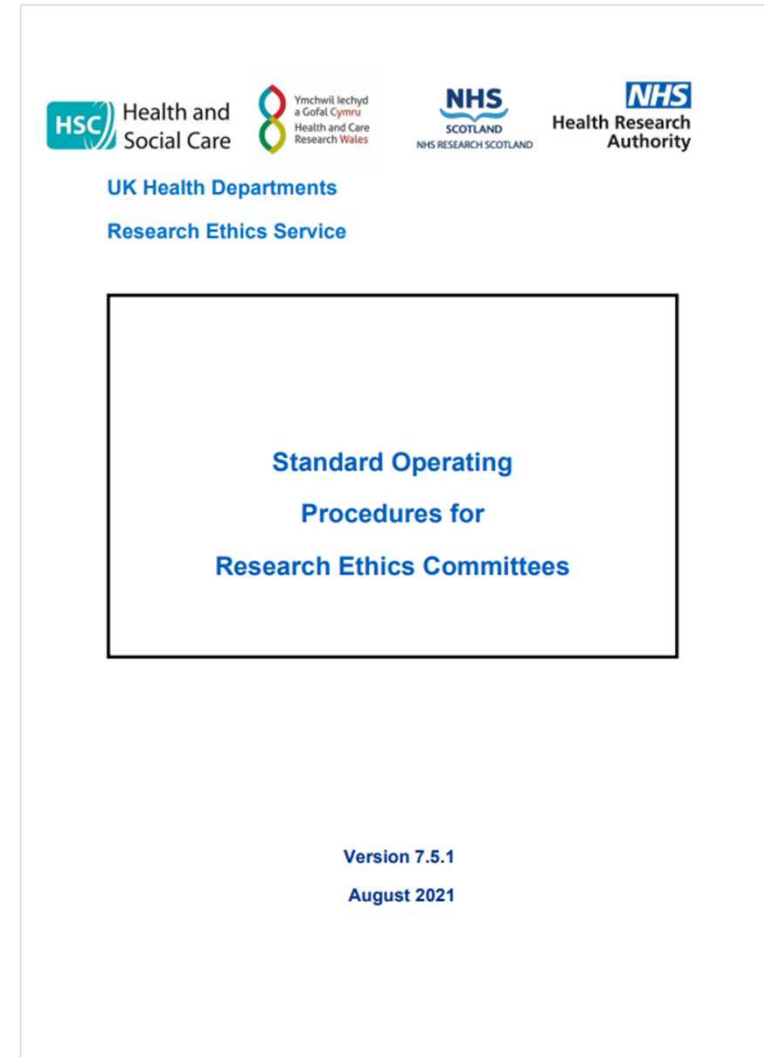 HSC Health and
Social Care
Ymchwil Iechyd
a Gofal Cymru
Health and Care
Research Wales
NHS
SCOTLAND
NHS RESEARCH SCOTLAND
NHS
Health Research
Authority
UK Health Departments
Research Ethics Service
Standard Operating
Procedures for
Research Ethics Committees
Version 7.5.1
August 2021